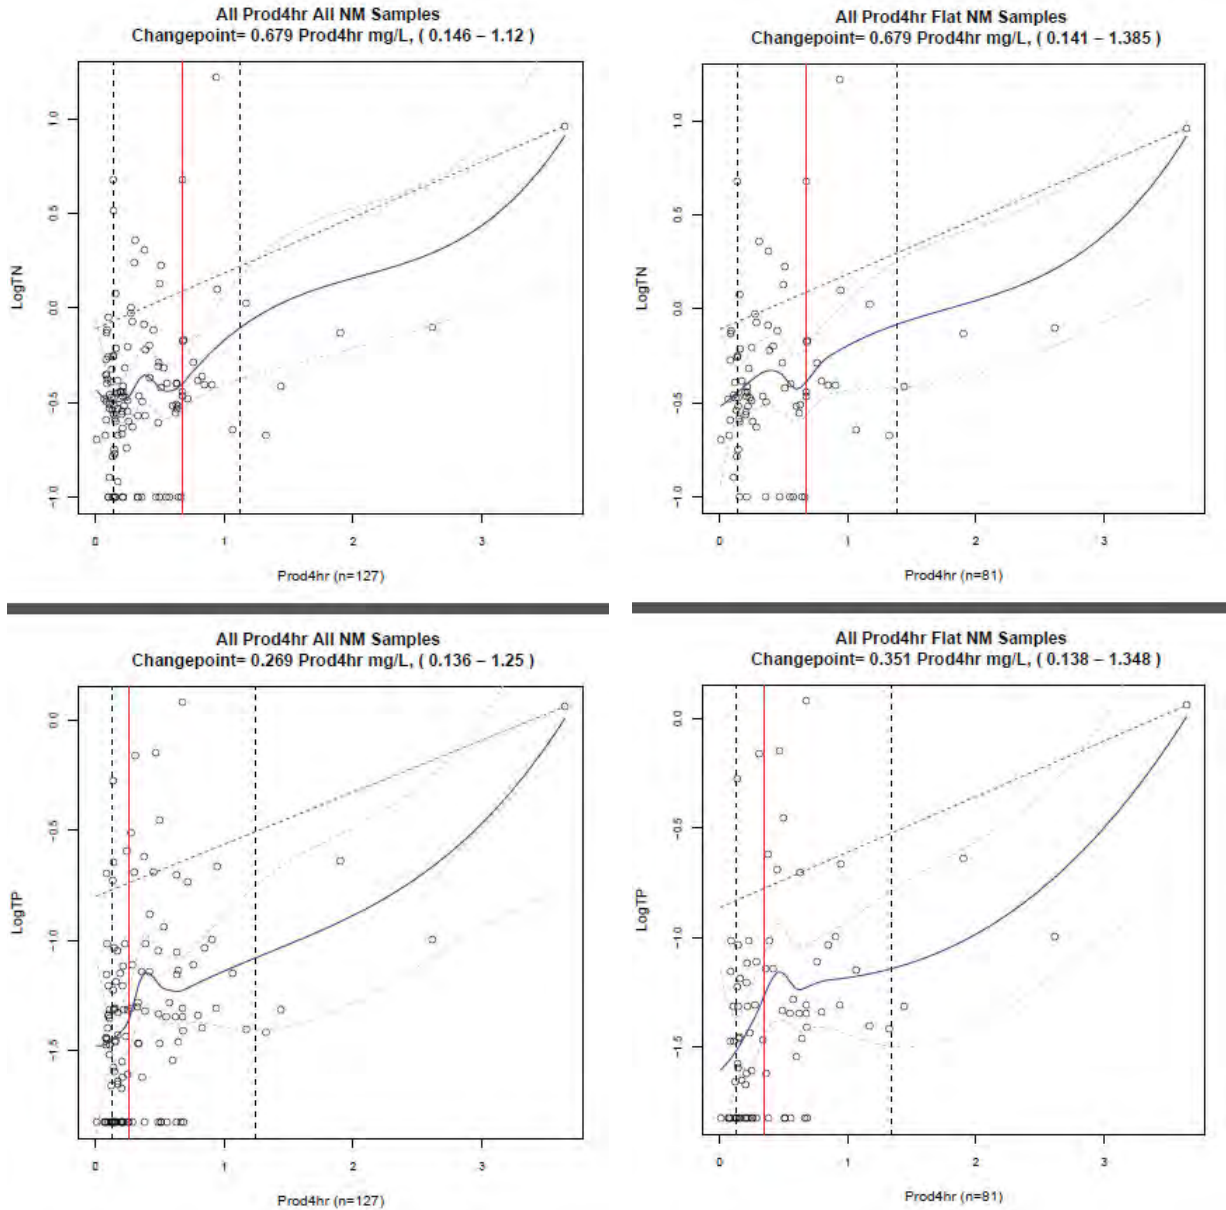 All Prod4hr All NM Samples
Changepoint= 0.679 Prod4hr mg/L, ( 0.146 – 1.12 )
LogTN
1.0
0.5
0.0
-0.5
-1.0
0 1 2 3
Prod4hr (n=127)
All Prod4hr Flat NM Samples
Changepoint= 0.679 Prod4hr mg/L, ( 0.141 – 1.385 )
LogTN
1.0
0.5
0.0
-0.5
-1.0
0 1 2 3
Prod4hr (n=81)
All Prod4hr All NM Samples
Changepoint= 0.269 Prod4hr mg/L, ( 0.136 – 1.25 )
LogTP
0.0
-0.5
-1.0
-1.5
0 1 2 3
Prod4hr (n=127)
All Prod4hr Flat NM Samples
Changepoint= 0.351 Prod4hr mg/L, ( 0.138 – 1.348 )
LogTP
0.0
-0.5
-1.0
-1.5
0 1 2 3
Prod4hr (n=81)